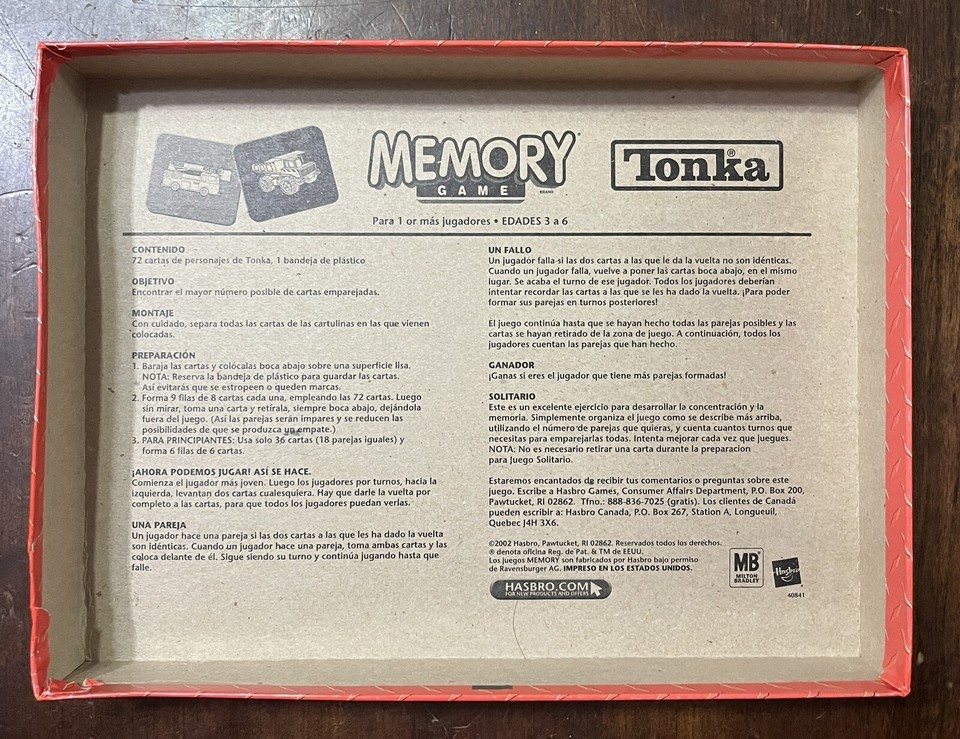 MEMORY®
GAME
BRAND
Tonka®
Para 1 or más jugadores • EDADES 3 a 6
CONTENIDO
72 cartas de personajes de Tonka, 1 bandeja de plástico
OBJETIVO
Encontrar el mayor número posible de cartas emparejadas.
MONTAJE
Con cuidado, separa todas las cartas de las cartulinas en las que vienen
colocadas.
PREPARACIÓN
1. Baraja las cartas y colócalas boca abajo sobre una superficie lisa.
NOTA: Reserva la bandeja de plástico para guardar las cartas.
Así evitarás que se estropeen o queden marcas.
2. Forma 9 filas de 8 cartas cada una, empleando las 72 cartas. Luego
sin mirar, toma una carta y retírala, siempre boca abajo, dejándola
fuera del juego. (Así las parejas serán impares y se reducen las
posibilidades de que se produzca un empate.)
3. PARA PRINCIPIANTES: Usa solo 36 cartas (18 parejas iguales) y
forma 6 filas de 6 cartas.
¡AHORA PODEMOS JUGAR! ASÍ SE HACE.
Comienza el jugador más joven. Luego los jugadores por turnos, hacia la
izquierda, levantan dos cartas cualesquiera. Hay que darle la vuelta por
completo a las cartas, para que todos los jugadores puedan verlas.
UNA PAREJA
Un jugador hace una pareja si las dos cartas a las que les ha dado la vuelta
son idénticas. Cuando un jugador hace una pareja, toma ambas cartas y las
coloca delante de él. Sigue siendo su turno y continúa jugando hasta que
falle.
UN FALLO
Un jugador falla si las dos cartas a las que le da la vuelta no son idénticas.
Cuando un jugador falla, vuelve a poner las cartas boca abajo, en el mismo
lugar. Se acaba el turno de ese jugador. Todos los jugadores deberían
intentar recordar las cartas a las que se les ha dado la vuelta. ¡Para poder
formar sus parejas en turnos posteriores!
El juego continúa hasta que se hayan hecho todas las parejas posibles y las
cartas se hayan retirado de la zona de juego. A continuación, todos los
jugadores cuentan las parejas que han hecho.
GANADOR
¡Ganas si eres el jugador que tiene más parejas formadas!
SOLITARIO
Este es un excelente ejercicio para desarrollar la concentración y la
memoria. Simplemente organiza el juego como se describe más arriba,
utilizando el número de parejas que quieras, y cuenta cuantos turnos que
necesitas para emparejarlas todas. Intenta mejorar cada vez que juegues.
NOTA: No es necesario retirar una carta durante la preparacion
para Juego Solitario.
Estaremos encantados de recibir tus comentarios o preguntas sobre este
juego. Escribe a Hasbro Games, Consumer Affairs Department, P.O. Box 200,
Pawtucket, RI 02862. Tfno.: 888-836-7025 (gratis). Los clientes de Canadá
pueden escribir a: Hasbro Canada, P.O. Box 267, Station A, Longueuil,
Quebec J4H 3X6.
©2002 Hasbro, Pawtucket, RI 02862. Reservados todos los derechos.
® denota oficina Reg. de Pat. & TM de EEUU.
Los juegos MEMORY son fabricados por Hasbro bajo permiso
de Ravensburger AG. IMPRESO EN LOS ESTADOS UNIDOS.
HASBRO.COM
FOR NEW PRODUCTS AND OFFERS
MB®
MILTON
BRADLEY
Hasbro
40841